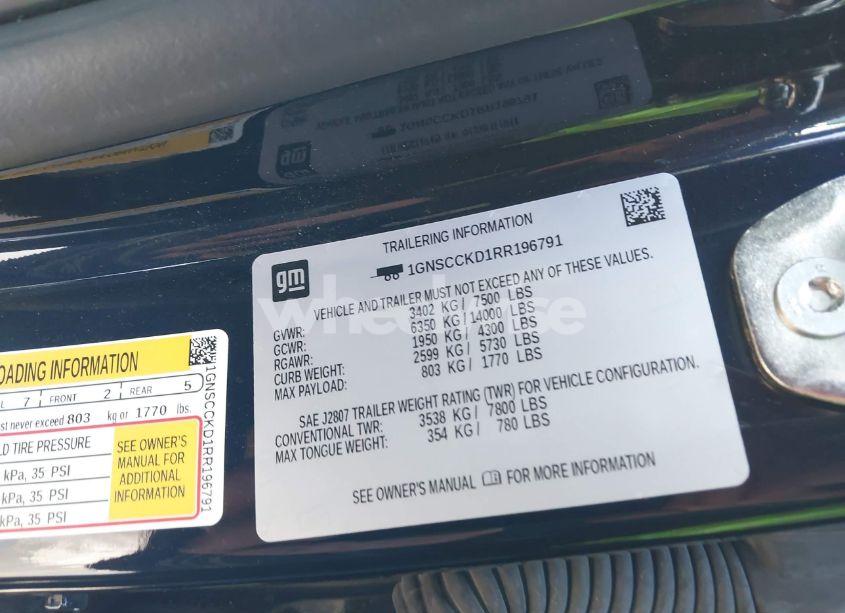 TRAILERING INFORMATION
gm
1GNSCCKD1RR196791
VEHICLE AND TRAILER MUST NOT EXCEED ANY OF THESE VALUES.
GVWR: 3402 KG / 7500 LBS
GCWR: 6350 KG / 14000 LBS
RGAWR: 1950 KG / 4300 LBS
CURB WEIGHT: 2599 KG / 5730 LBS
MAX PAYLOAD: 803 KG / 1770 LBS
SAE J2807 TRAILER WEIGHT RATING (TWR) FOR VEHICLE CONFIGURATION.
CONVENTIONAL TWR: 3538 KG / 7800 LBS
MAX TONGUE WEIGHT: 354 KG / 780 LBS
SEE OWNER'S MANUAL FOR MORE INFORMATION
OADING INFORMATION
7 FRONT 2 REAR 5
st never exceed 803 kg or 1770 lbs.
LD TIRE PRESSURE
kPa, 35 PSI
kPa, 35 PSI
kPa, 35 PSI
SEE OWNER'S
MANUAL FOR
ADDITIONAL
INFORMATION
1GNSCCKD1RR196791